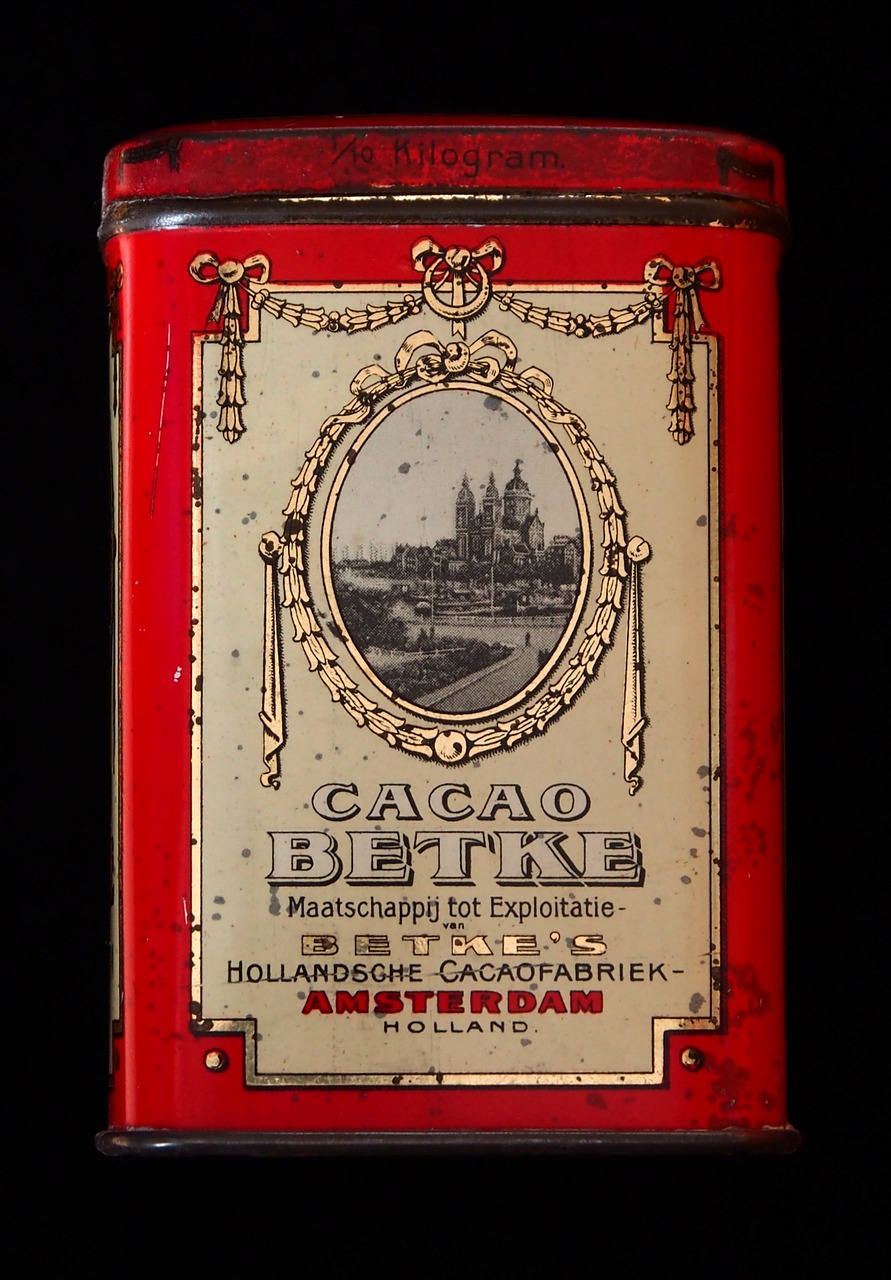 1/10 Kilogram.
CACAO
BETKE
Maatschappij tot Exploitatie-
van
BETKE'S
HOLLANDSCHE CACAOFABRIEK-
AMSTERDAM
HOLLAND.